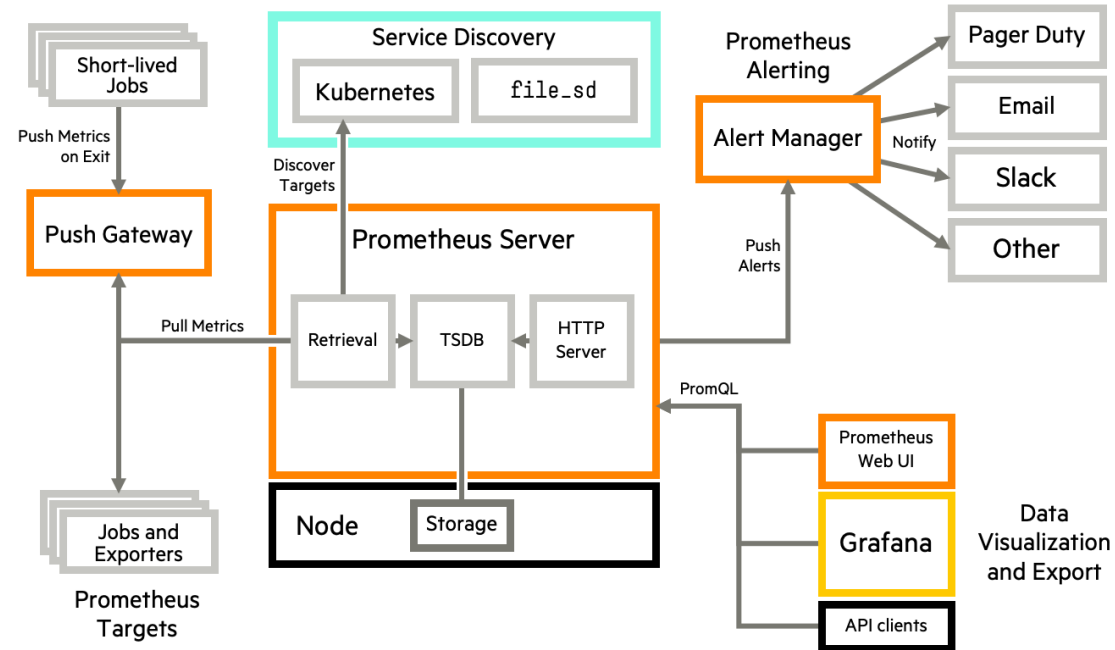 Short-lived
Jobs
Push Metrics
on Exit
Push Gateway
Pull Metrics
Jobs and
Exporters
Prometheus
Targets
Service Discovery
Kubernetes
file_sd
Discover
Targets
Prometheus Server
Retrieval
TSDB
HTTP
Server
Node
Storage
Prometheus
Alerting
Alert Manager
Push
Alerts
Notify
Pager Duty
Email
Slack
Other
PromQL
Prometheus
Web UI
Grafana
API clients
Data
Visualization
and Export